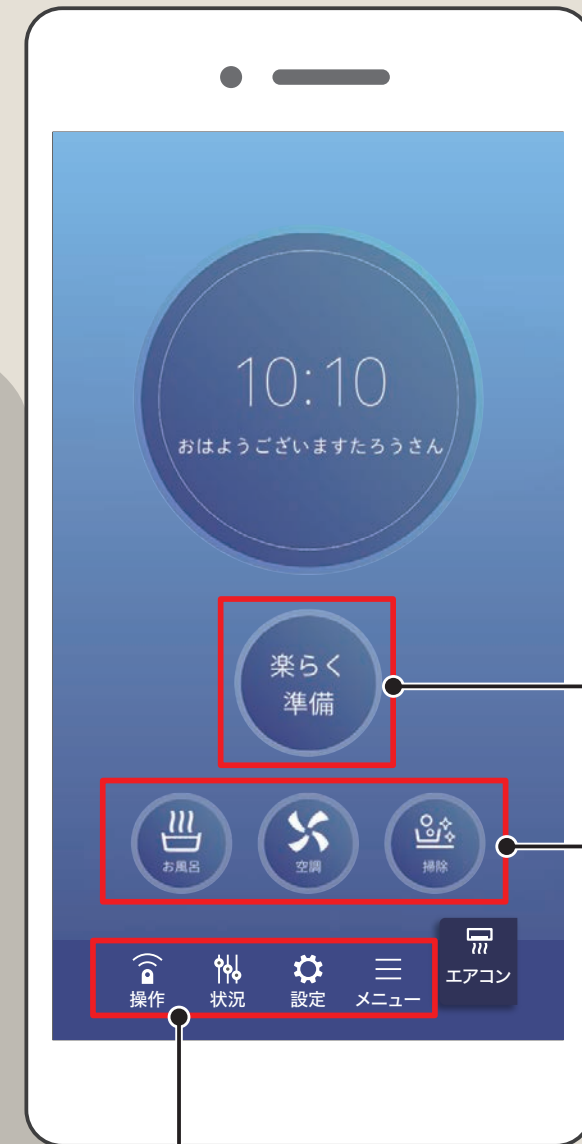 10:10
おはようございますたろうさん
楽らく
準備
お風呂
空調
掃除
操作
状況
設定
メニュー
エアコン